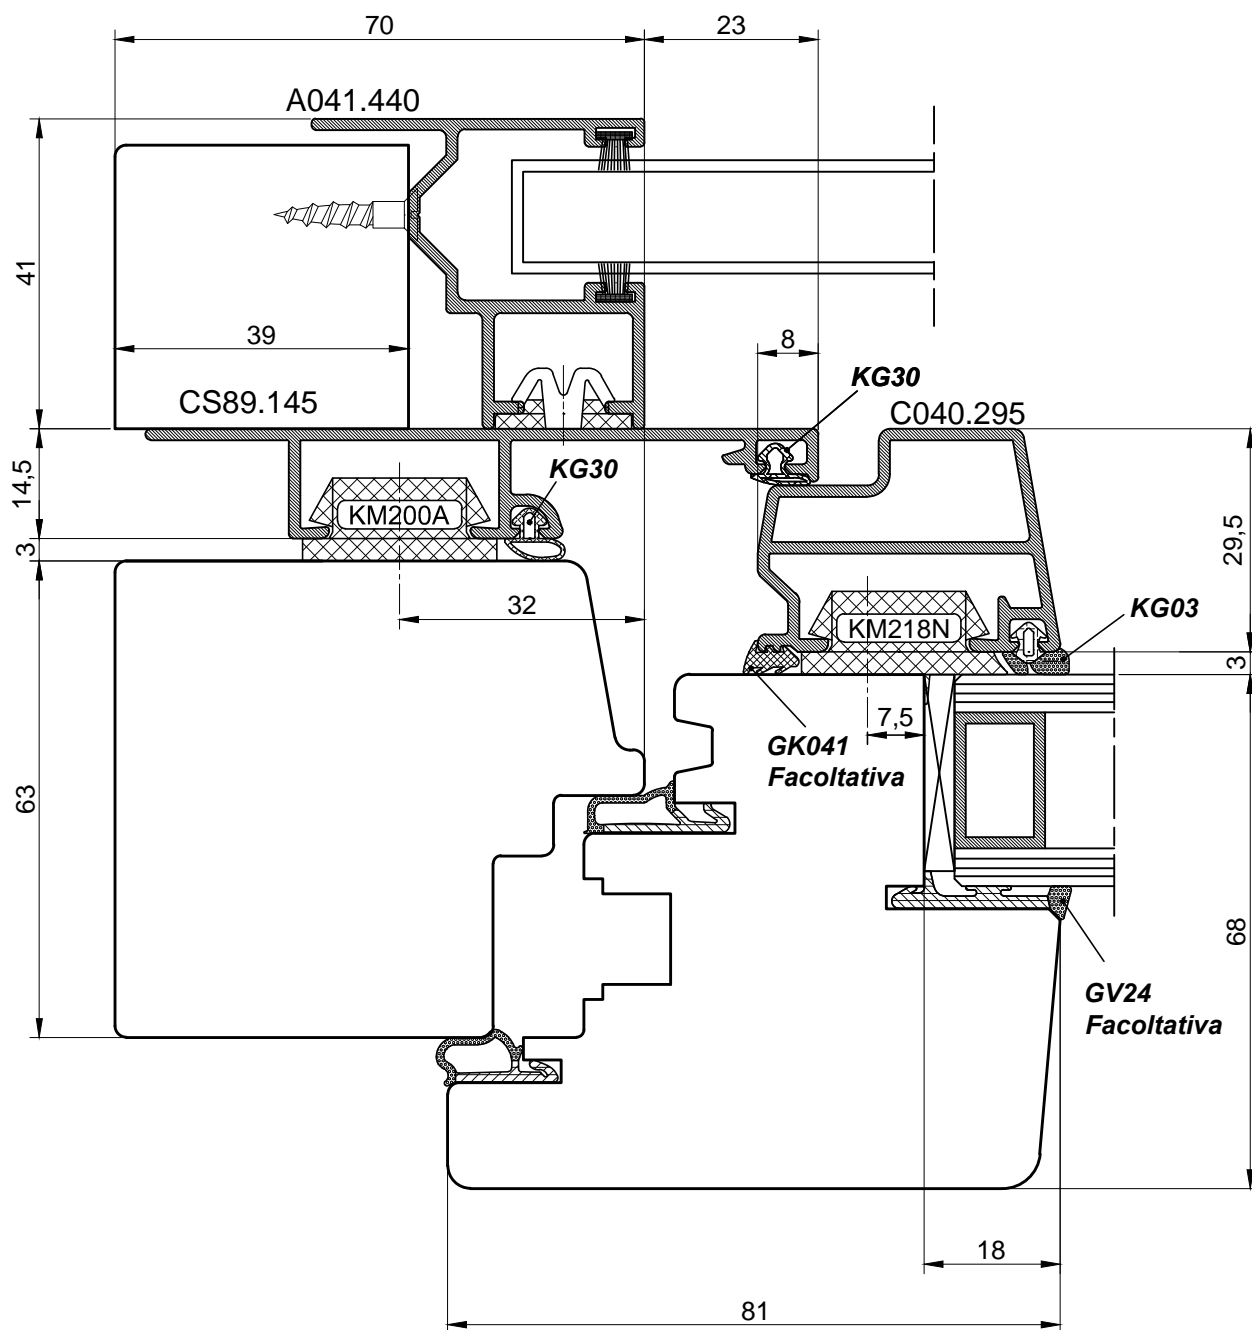 70
23
A041.440
41
39
8
KG30
CS89.145
C040.295
14,5
KG30
KM200A
29,5
3
32
KG03
KM218N
3
7,5
GK041
Facoltativa
63
68
GV24
Facoltativa
18
81